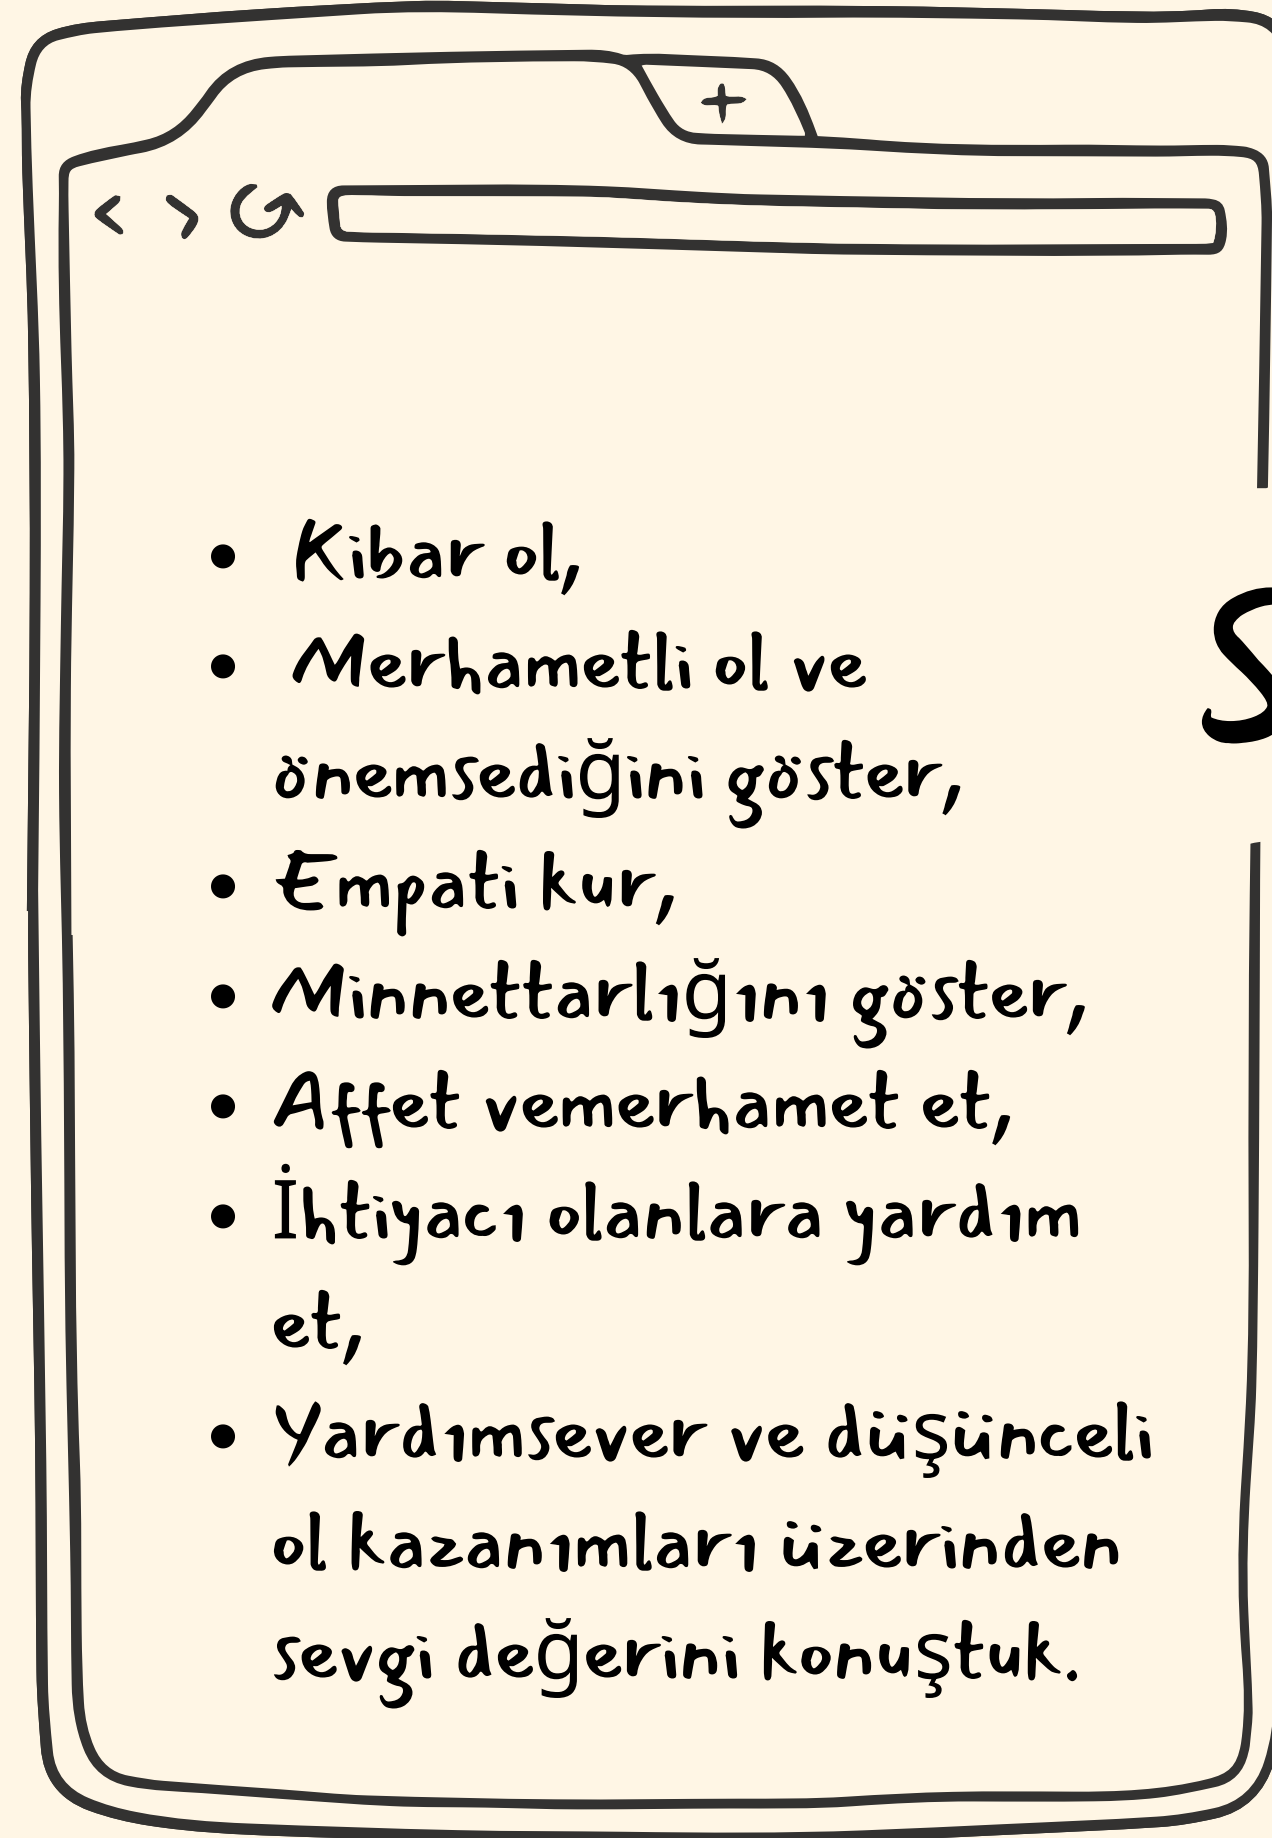 +
• Kibar ol,
• Merhametli ol ve
önemsediğini göster,
• Empati kur,
• Minnettarlığını göster,
• Affet vemerhamet et,
• İhtiyacı olanlara yardım
et,
• Yardımsever ve düşünceli
ol kazanımları üzerinden
sevgi değerini konuştuk.
S